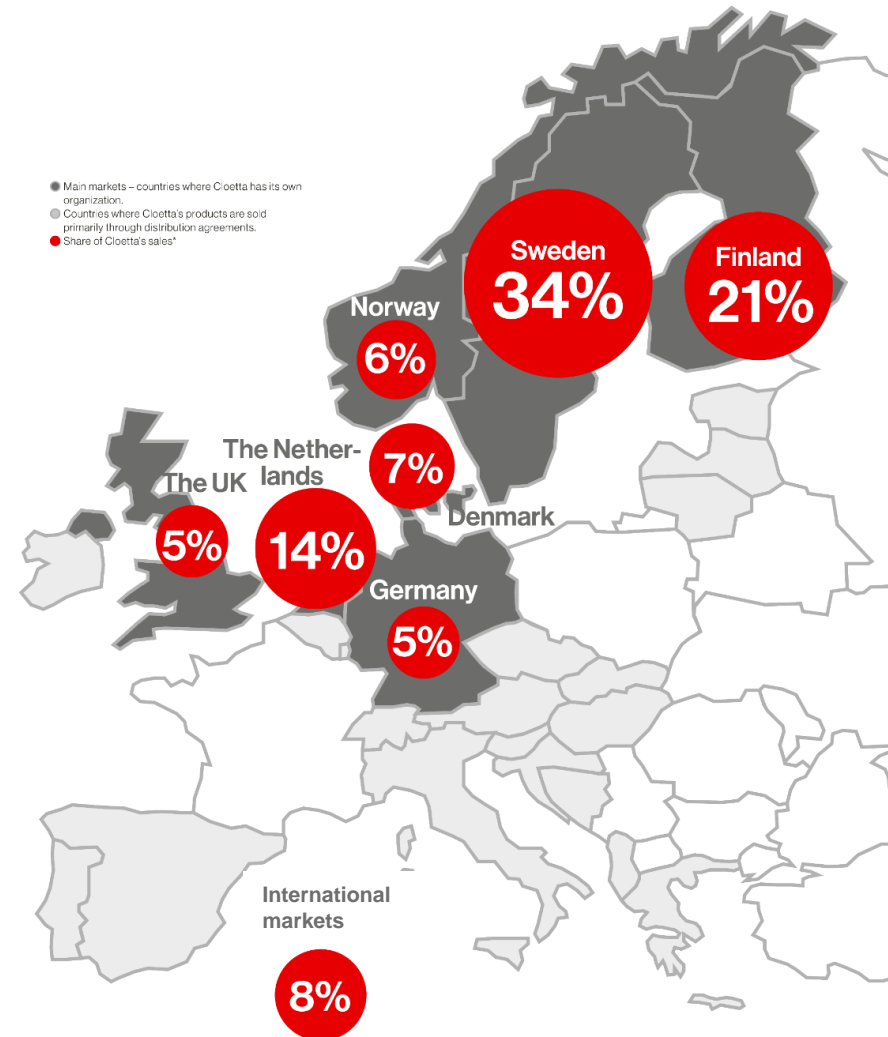 Main markets – countries where Cloetta has its own
organization.
Countries where Cloetta's products are sold
primarily through distribution agreements.
Share of Cloetta's sales*
Sweden
34%
Finland
21%
Norway
6%
The Nether-
lands
14%
7%
Denmark
The UK
5%
Germany
5%
International
markets
8%